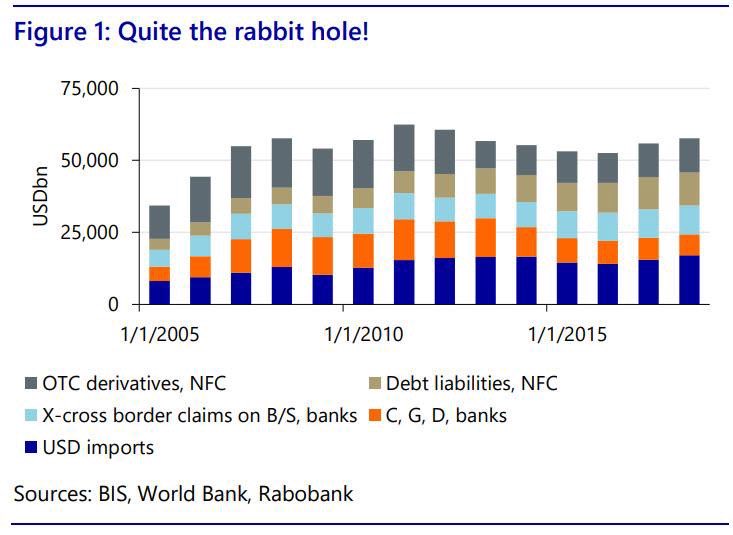 Figure 1: Quite the rabbit hole!
75,000
50,000
25,000
0
USDbn
1/1/2005 1/1/2010 1/1/2015
OTC derivatives, NFC Debt liabilities, NFC
X-cross border claims on B/S, banks C, G, D, banks
USD imports
Sources: BIS, World Bank, Rabobank